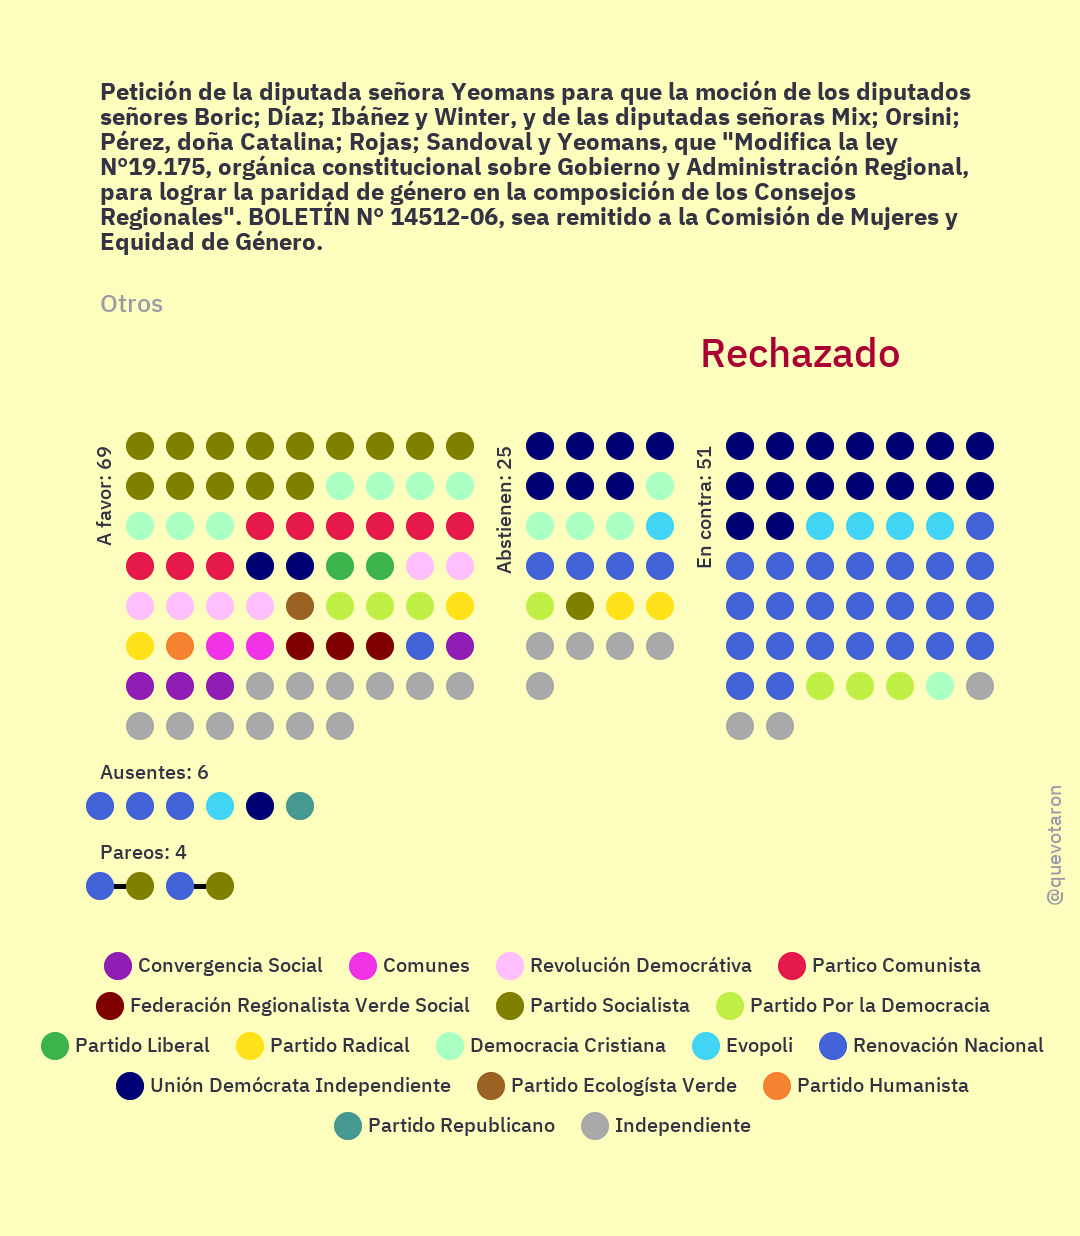 Petición de la diputada señora Yeomans para que la moción de los diputados
señores Boric; Díaz; Ibáñez y Winter, y de las diputadas señoras Mix; Orsini;
Pérez, doña Catalina; Rojas; Sandoval y Yeomans, que "Modifica la ley
N°19.175, orgánica constitucional sobre Gobierno y Administración Regional,
para lograr la paridad de género en la composición de los Consejos
Regionales". BOLETÍN N° 14512-06, sea remitido a la Comisión de Mujeres y
Equidad de Género.
Otros
Rechazado
A favor: 69
Abstienen: 25
En contra: 51
Ausentes: 6
Pareos: 4
@quevotaron
Convergencia Social Comunes Revolución Demócrátiva Partico Comunista
Federación Regionalista Verde Social Partido Socialista Partido Por la Democracia
Partido Liberal Partido Radical Democracia Cristiana Evopoli Renovación Nacional
Unión Demócrata Independiente Partido Ecologísta Verde Partido Humanista
Partido Republicano Independiente